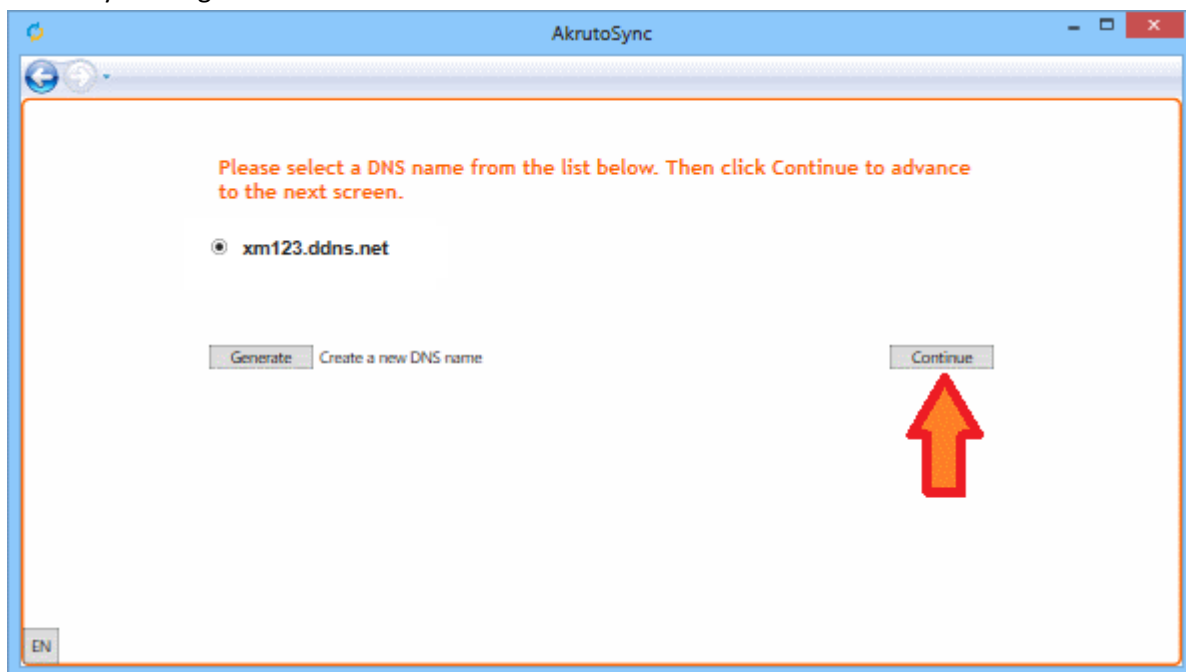 AkrutoSync
Please select a DNS name from the list below. Then click Continue to advance
to the next screen.
xm123.ddns.net
Generate Create a new DNS name Continue
EN